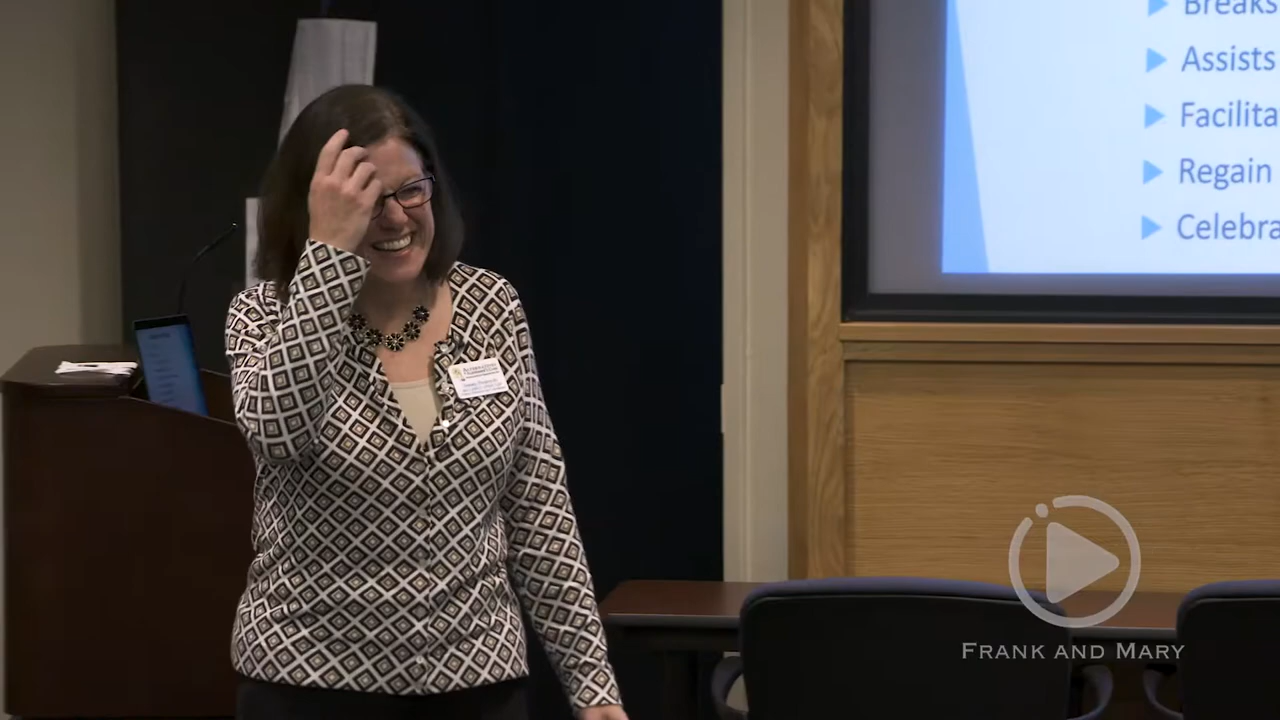 Breaks
Assists
Facilita
Regain
Celebra
FRANK AND MARY